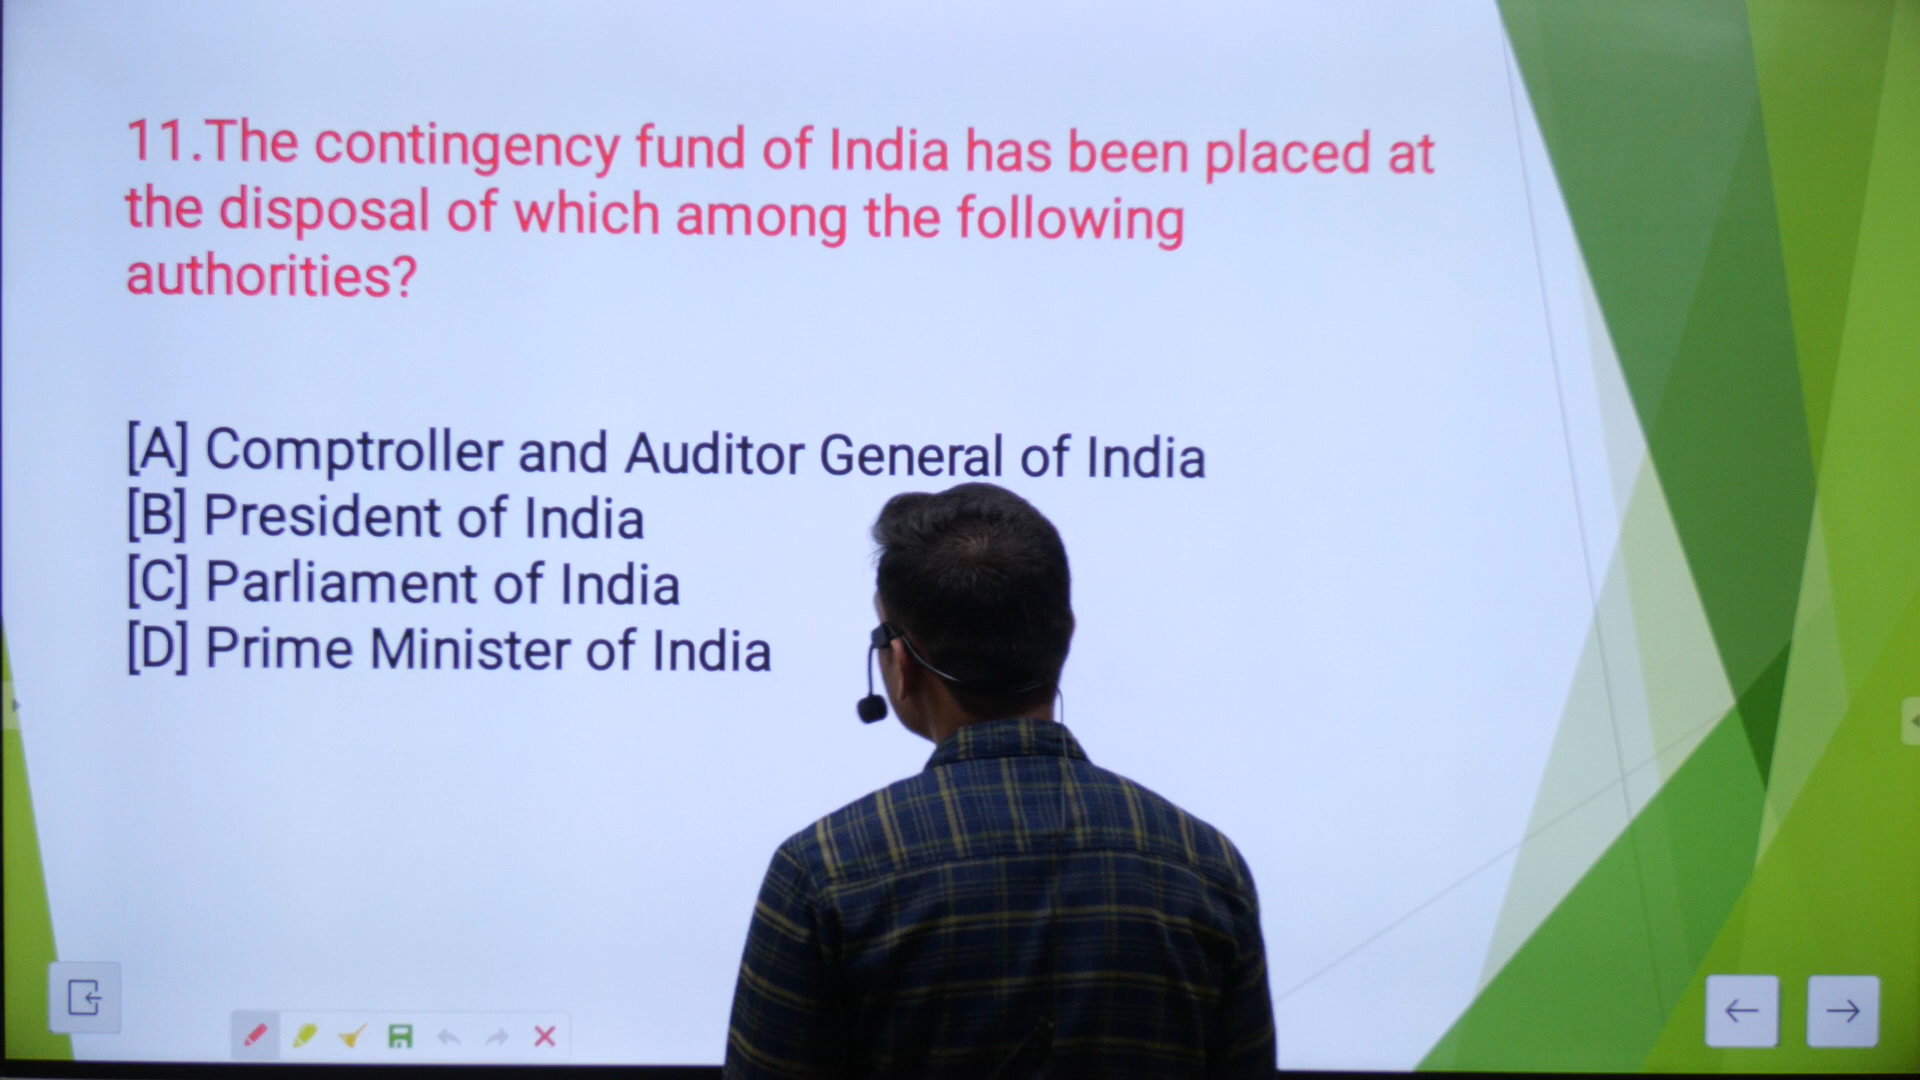 11.The contingency fund of India has been placed at
the disposal of which among the following
authorities?
[A] Comptroller and Auditor General of India
[B] President of India
[C] Parliament of India
[D] Prime Minister of India